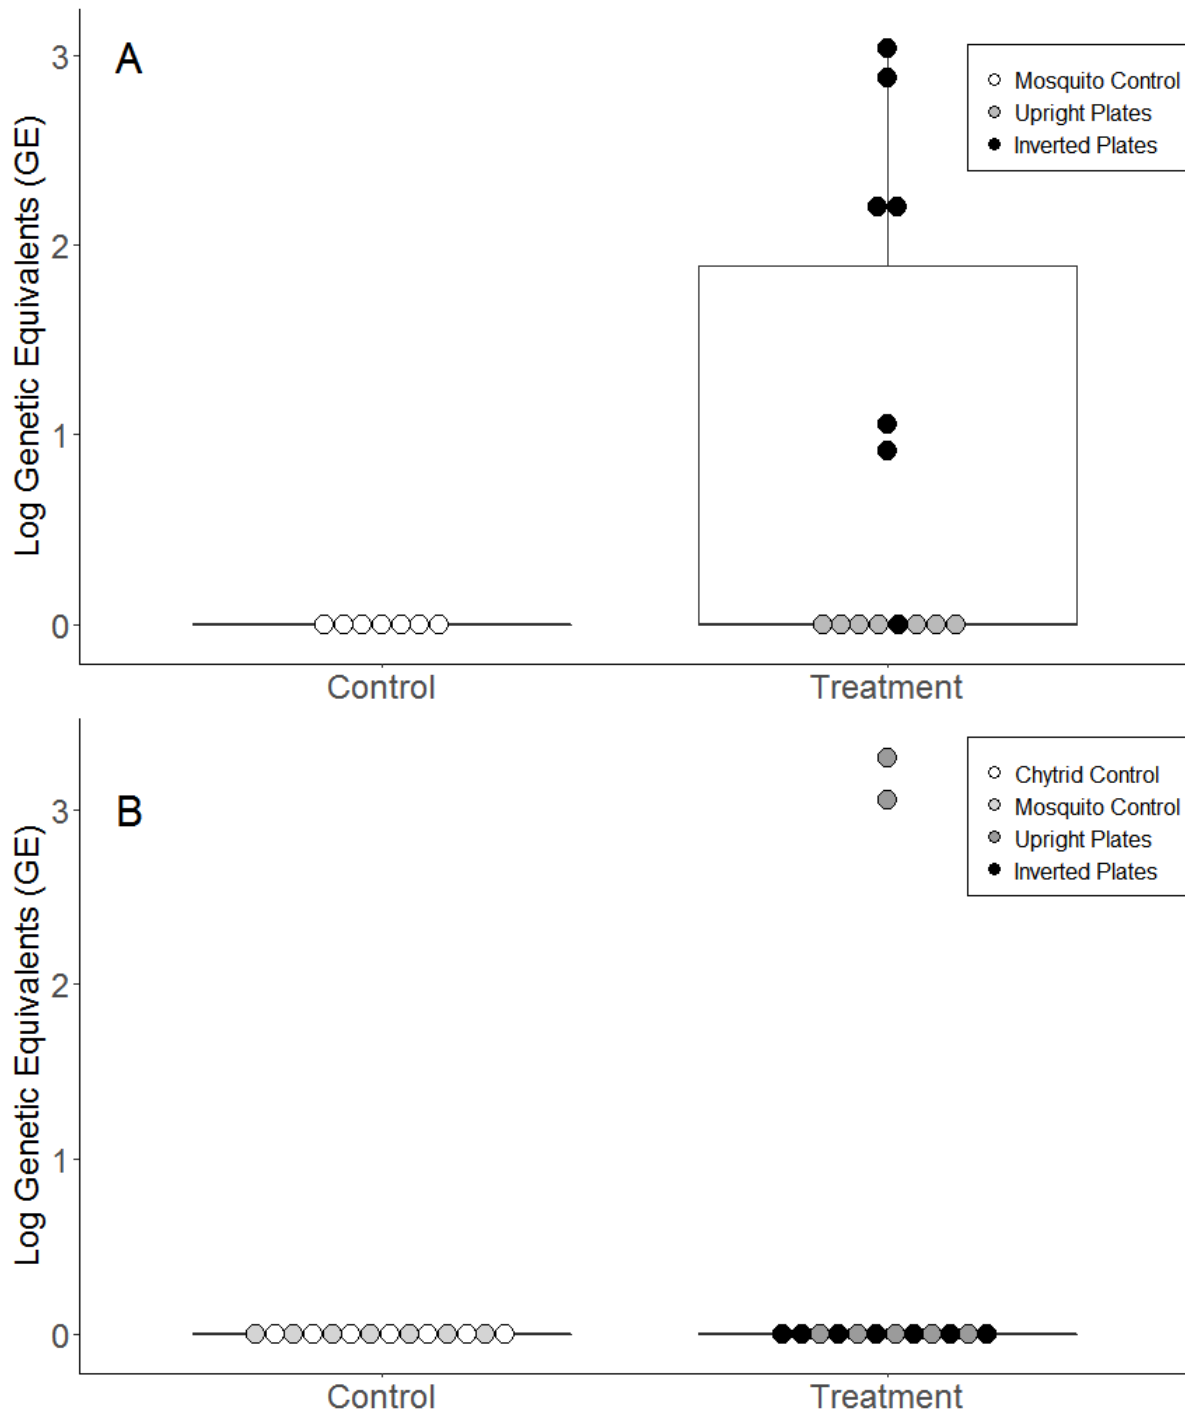 A
Log Genetic Equivalents (GE)
3
2
1
0
Mosquito Control
Upright Plates
Inverted Plates
Control
Treatment
B
Log Genetic Equivalents (GE)
3
2
1
0
Chytrid Control
Mosquito Control
Upright Plates
Inverted Plates
Control
Treatment